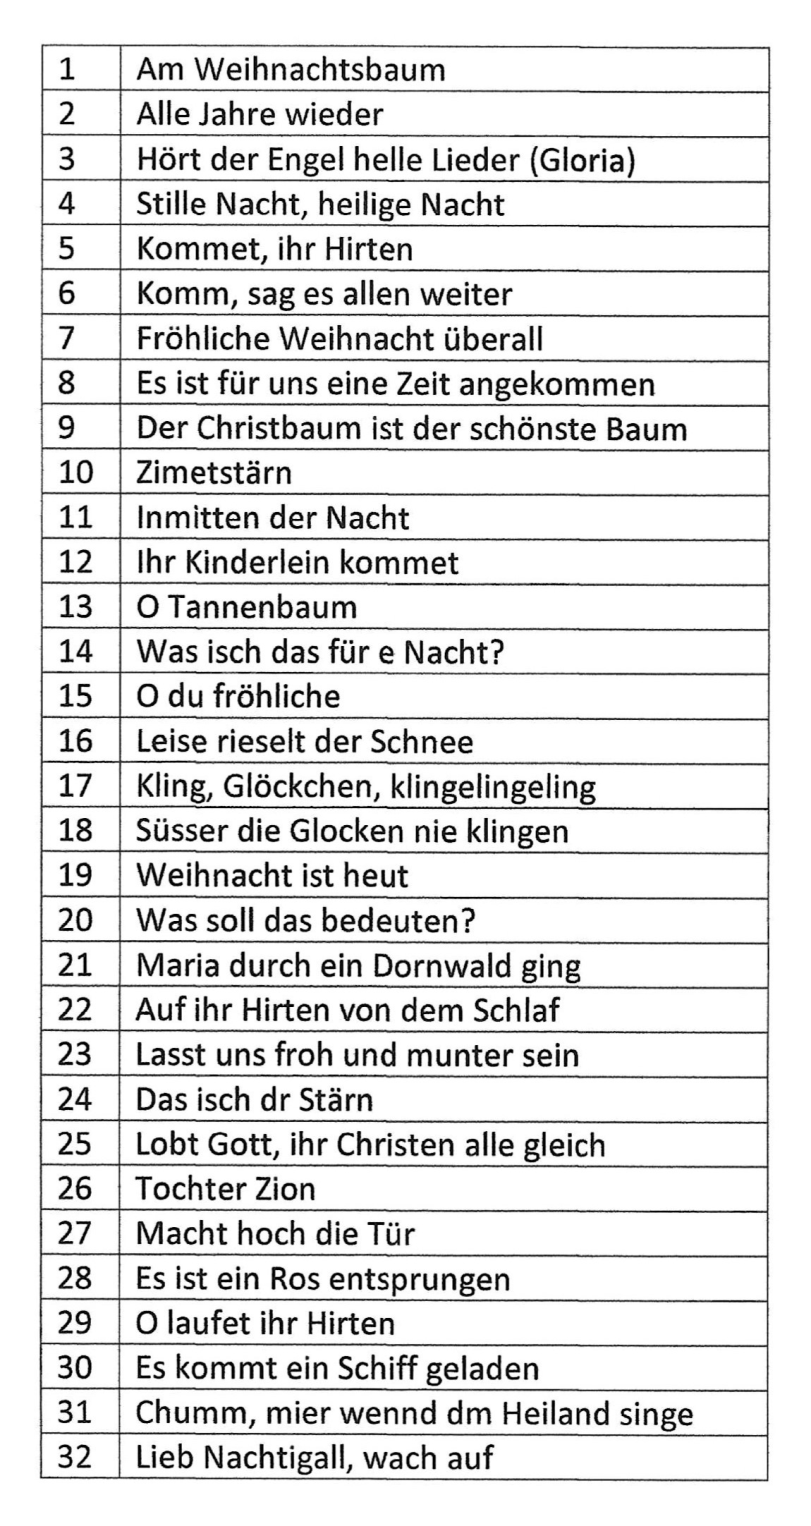 1 Am Weihnachtsbaum
2 Alle Jahre wieder
3 Hört der Engel helle Lieder (Gloria)
4 Stille Nacht, heilige Nacht
5 Kommet, ihr Hirten
6 Komm, sag es allen weiter
7 Fröhliche Weihnacht überall
8 Es ist für uns eine Zeit angekommen
9 Der Christbaum ist der schönste Baum
10 Zimetstärn
11 Inmitten der Nacht
12 Ihr Kinderlein kommet
13 O Tannenbaum
14 Was isch das für e Nacht?
15 O du fröhliche
16 Leise rieselt der Schnee
17 Kling, Glöckchen, klingelingeling
18 Süsser die Glocken nie klingen
19 Weihnacht ist heut
20 Was soll das bedeuten?
21 Maria durch ein Dornwald ging
22 Auf ihr Hirten von dem Schlaf
23 Lasst uns froh und munter sein
24 Das isch dr Stärn
25 Lobt Gott, ihr Christen alle gleich
26 Tochter Zion
27 Macht hoch die Tür
28 Es ist ein Ros entsprungen
29 O laufet ihr Hirten
30 Es kommt ein Schiff geladen
31 Chumm, mier wennd dm Heiland singe
32 Lieb Nachtigall, wach auf